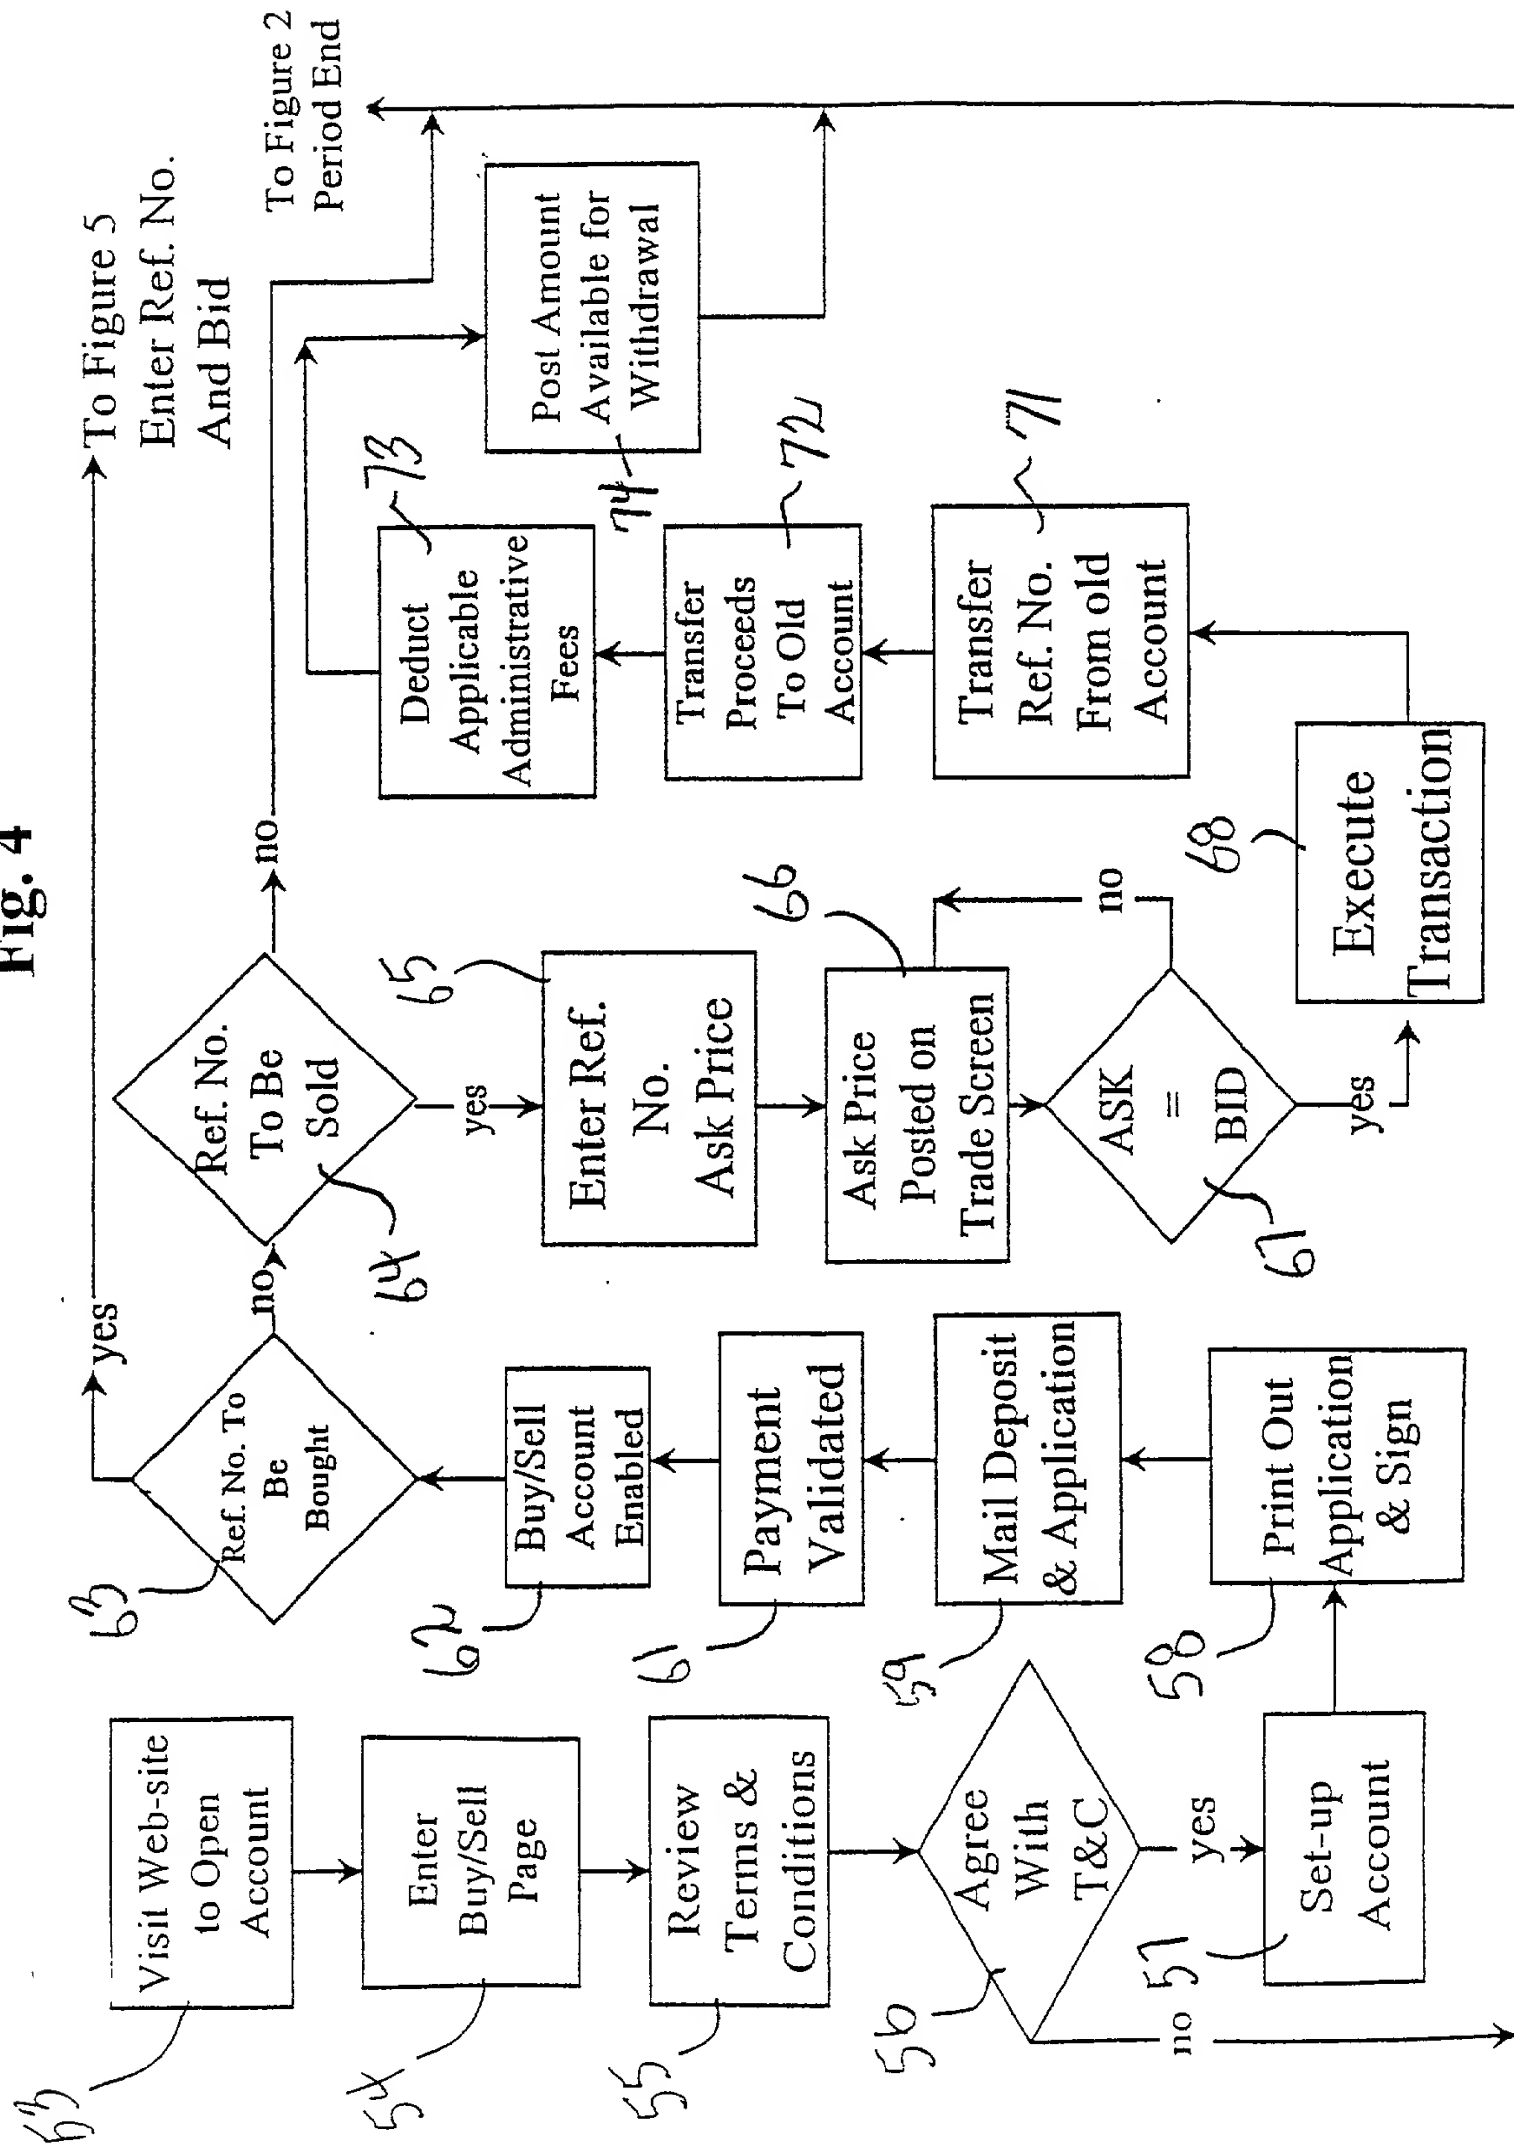 Fig. 4
53
Visit Web-site
to Open
Account
54
Enter
Buy/Sell
Page
55
Review
Terms &
Conditions
56
Agree
With
T&C
no
yes
57
Set-up
Account
58
Print Out
Application
& Sign
59
Mail Deposit
& Application
61
Payment
Validated
62
Buy/Sell
Account
Enabled
63
Ref. No. To
Be
Bought
yes
To Figure 5
Enter Ref. No.
And Bid
no
64
Ref. No.
To Be
Sold
no
yes
65
Enter Ref.
No.
Ask Price
66
Ask Price
Posted on
Trade Screen
67
ASK
=
BID
no
yes
68
Execute
Transaction
71
Transfer
Ref. No.
From old
Account
72
Transfer
Proceeds
To Old
Account
73
Deduct
Applicable
Administrative
Fees
74
Post Amount
Available for
Withdrawal
To Figure 2
Period End